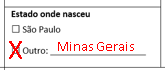 Estado onde nasceu
☐ São Paulo
X Outro: Minas Gerais